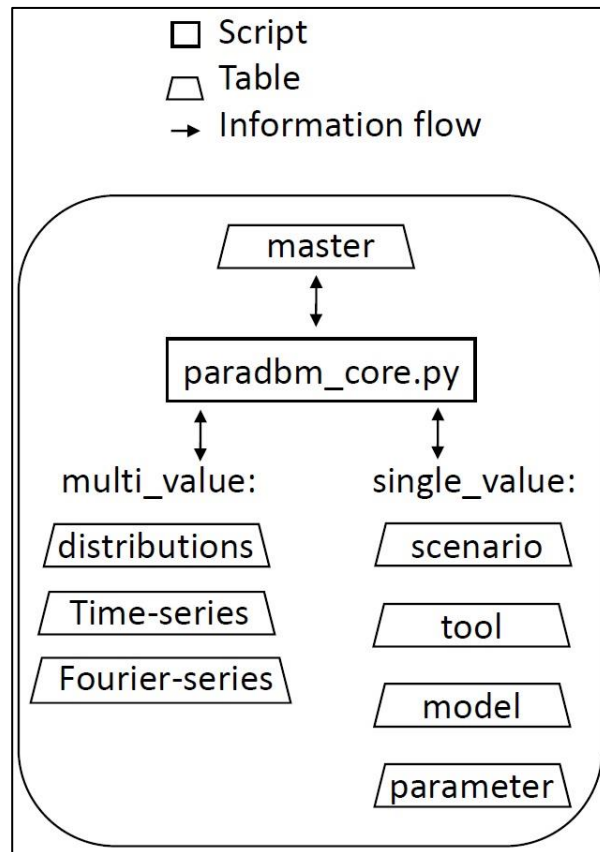 Script
Table
Information flow
master
paradbm_core.py
multi_value:
distributions
Time-series
Fourier-series
single_value:
scenario
tool
model
parameter